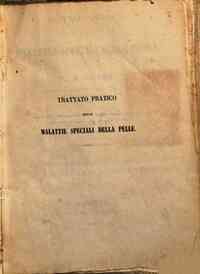 TRATTATO PRATICO
DELLE
MALATTIE SPECIALI DELLA PELLE.